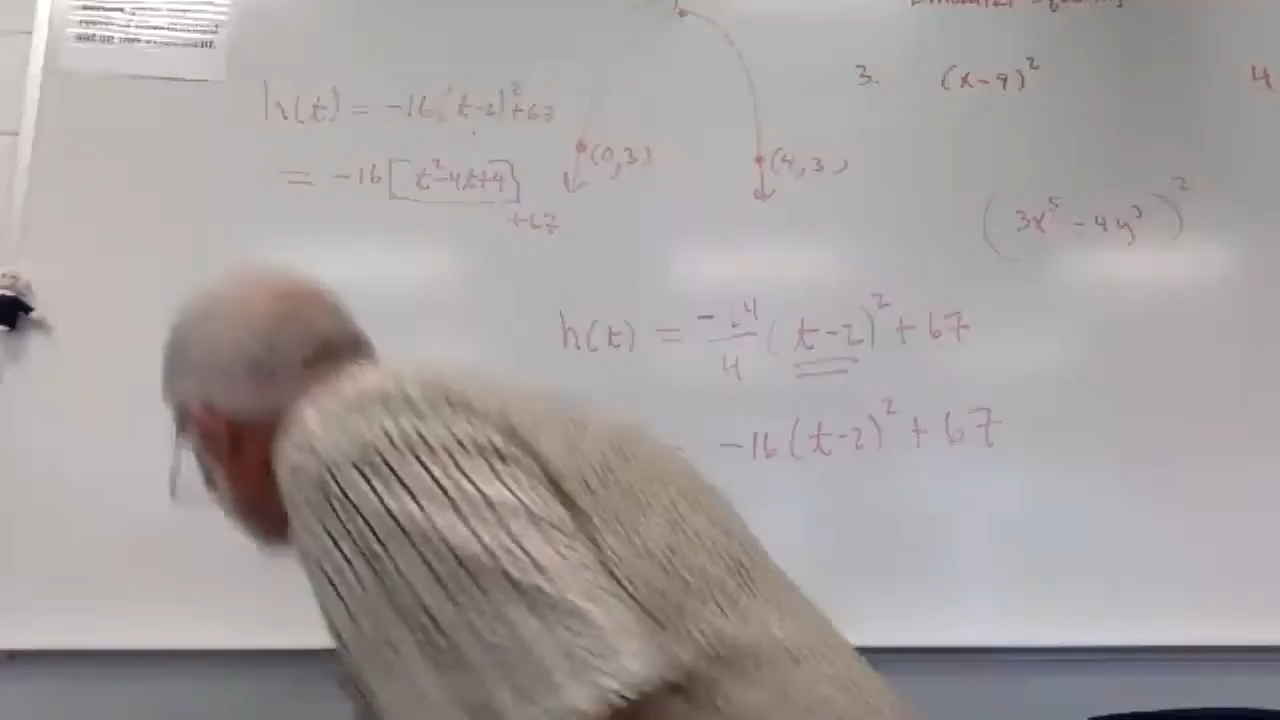 h(t) = -16(t-2)²+67
= -16[t²-4t+4]
+67
(0,3)
(4,3)
3. (x-9)²
4
(3x⁵ - 4y³)²
h(t) = -64/4 (t-2)² + 67
= -16(t-2)² + 67